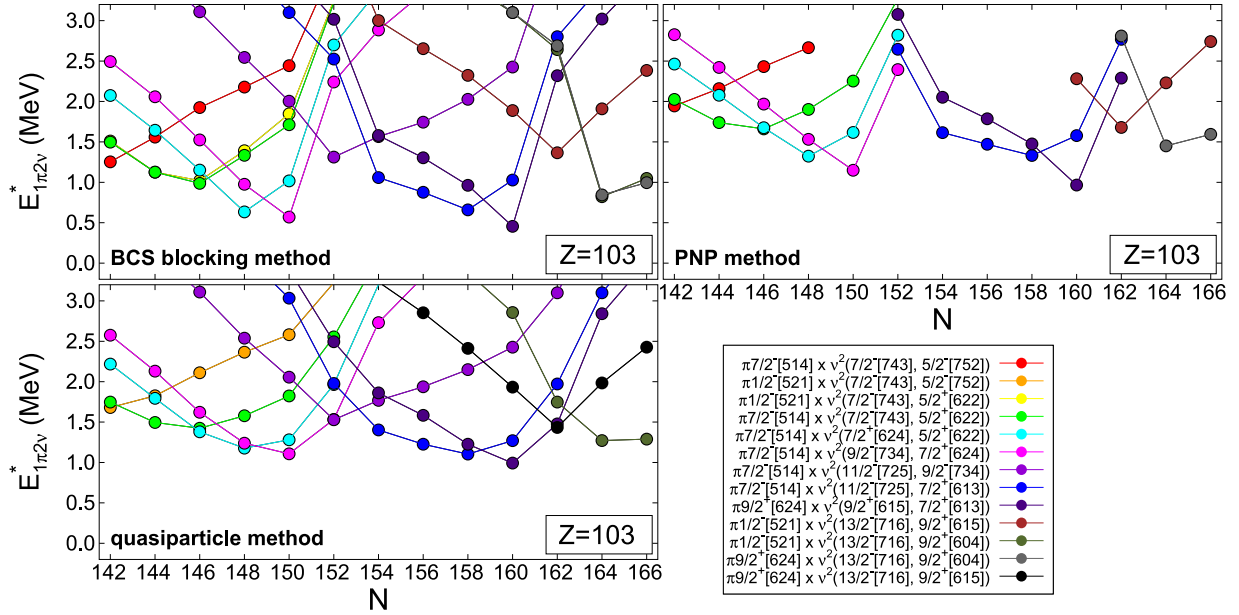 E*1π2ν (MeV)
3.0
2.5
2.0
1.5
1.0
0.5
0.0
BCS blocking method
Z=103
PNP method
Z=103
142 144 146 148 150 152 154 156 158 160 162 164 166
N
E*1π2ν (MeV)
3.0
2.5
2.0
1.5
1.0
0.5
0.0
quasiparticle method
Z=103
142 144 146 148 150 152 154 156 158 160 162 164 166
N
π7/2-[514] x ν2(7/2-[743], 5/2-[752])
π1/2-[521] x ν2(7/2-[743], 5/2-[752])
π1/2-[521] x ν2(7/2-[743], 5/2+[622])
π7/2-[514] x ν2(7/2-[743], 5/2+[622])
π7/2-[514] x ν2(7/2+[624], 5/2+[622])
π7/2-[514] x ν2(9/2-[734], 7/2+[624])
π7/2-[514] x ν2(11/2-[725], 9/2-[734])
π7/2-[514] x ν2(11/2-[725], 7/2+[613])
π9/2+[624] x ν2(9/2+[615], 7/2+[613])
π1/2-[521] x ν2(13/2-[716], 9/2+[615])
π1/2-[521] x ν2(13/2-[716], 9/2+[604])
π9/2+[624] x ν2(13/2-[716], 9/2+[604])
π9/2+[624] x ν2(13/2-[716], 9/2+[615])